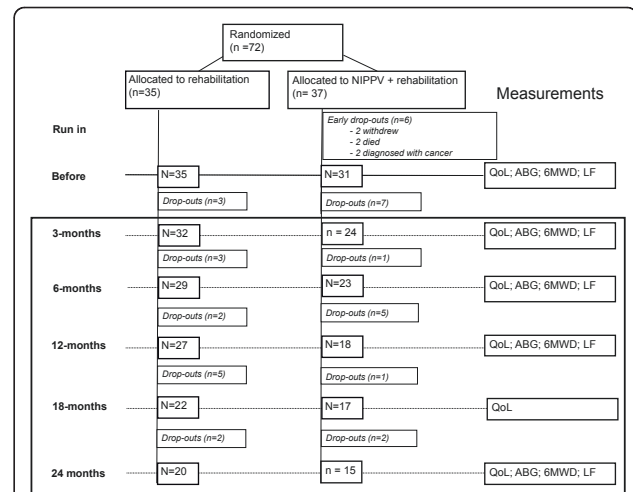 Randomized
(n =72)
Allocated to rehabilitation
(n=35)
Allocated to NIPPV + rehabilitation
(n= 37)
Measurements
Run in
Early drop-outs (n=6)
- 2 withdrew
- 2 died
- 2 diagnosed with cancer
Before
N=35
N=31
QoL; ABG; 6MWD; LF
Drop-outs (n=3)
Drop-outs (n=7)
3-months
N=32
n = 24
QoL; ABG; 6MWD; LF
Drop-outs (n=3)
Drop-outs (n=1)
6-months
N=29
N=23
QoL; ABG; 6MWD; LF
Drop-outs (n=2)
Drop-outs (n=5)
12-months
N=27
N=18
QoL; ABG; 6MWD; LF
Drop-outs (n=5)
Drop-outs (n=1)
18-months
N=22
N=17
QoL
Drop-outs (n=2)
Drop-outs (n=2)
24 months
N=20
n = 15
QoL; ABG; 6MWD; LF